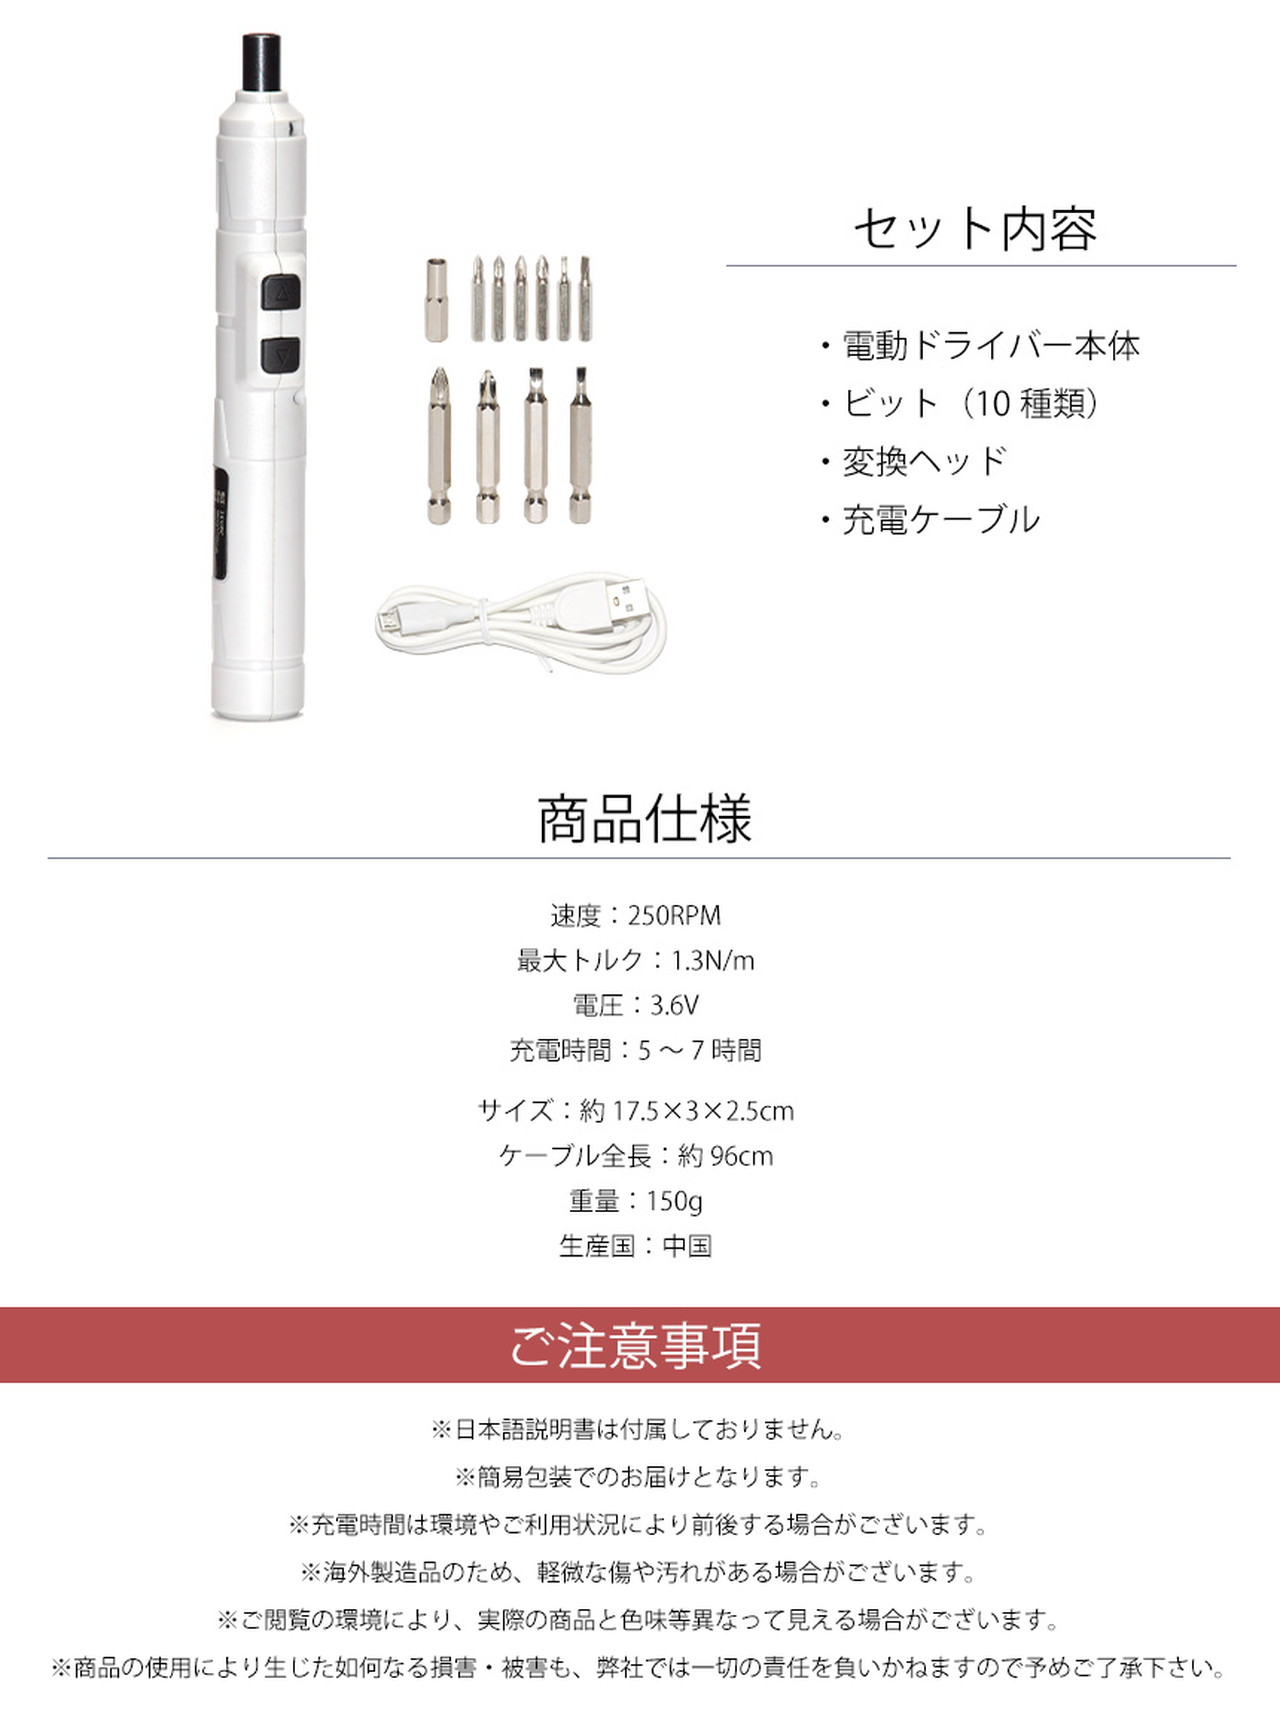 セット内容
・電動ドライバー本体
・ビット（10 種類）
・変換ヘッド
・充電ケーブル
商品仕様
速度：250RPM
最大トルク：1.3N/m
電圧：3.6V
充電時間：5 〜 7 時間
サイズ：約 17.5×3×2.5cm
ケーブル全長：約 96cm
重量：150g
生産国：中国
ご注意事項
※日本語説明書は付属しておりません。
※簡易包装でのお届けとなります。
※充電時間は環境やご利用状況により前後する場合がございます。
※海外製造品のため、軽微な傷や汚れがある場合がございます。
※ご閲覧の環境により、実際の商品と色味等異なって見える場合がございます。
※商品の使用により生じた如何なる損害・被害も、弊社では一切の責任を負いかねますので予めご了承下さい。